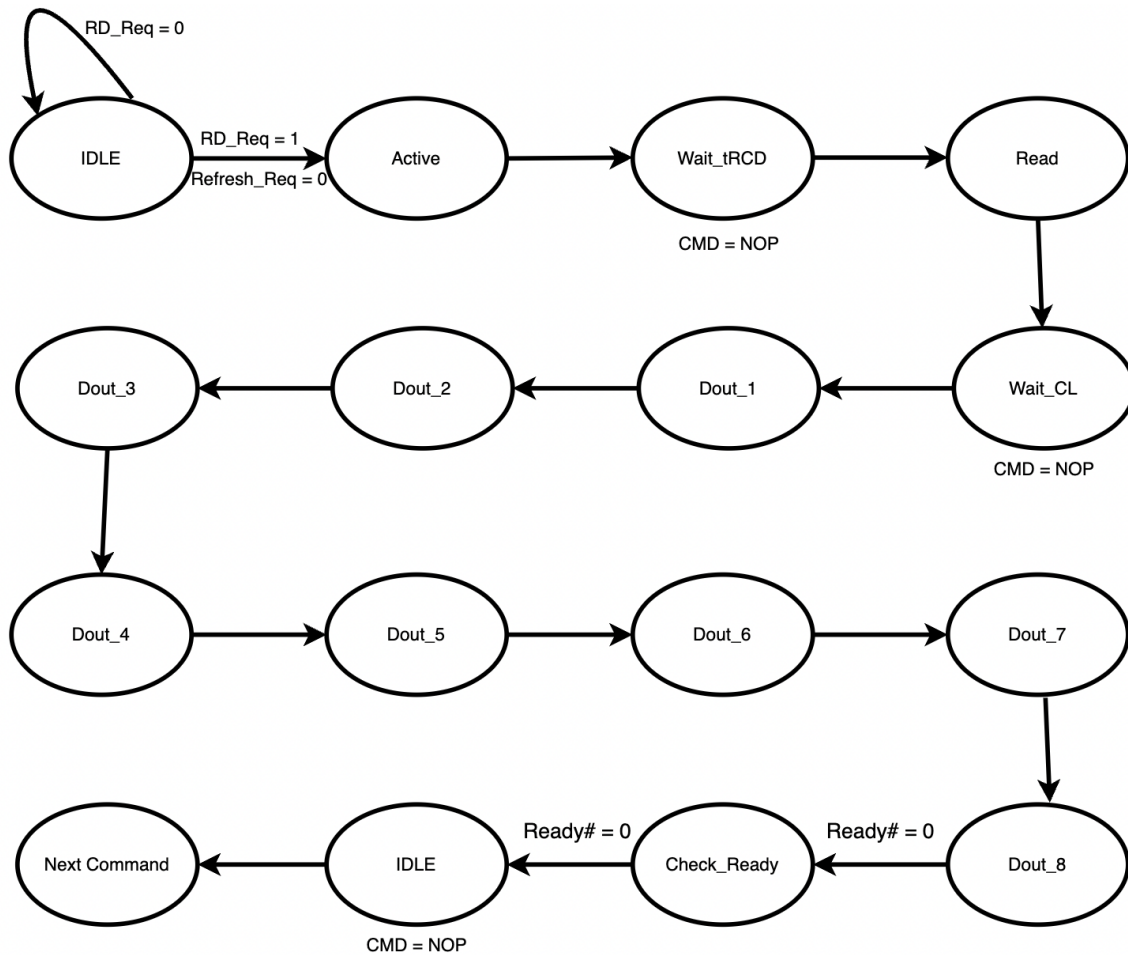 RD_Req = 0
IDLE
RD_Req = 1
Refresh_Req = 0
Active
Wait_tRCD
CMD = NOP
Read
Dout_3
Dout_2
Dout_1
Wait_CL
CMD = NOP
Dout_4
Dout_5
Dout_6
Dout_7
Next Command
IDLE
CMD = NOP
Ready# = 0
Check_Ready
Ready# = 0
Dout_8